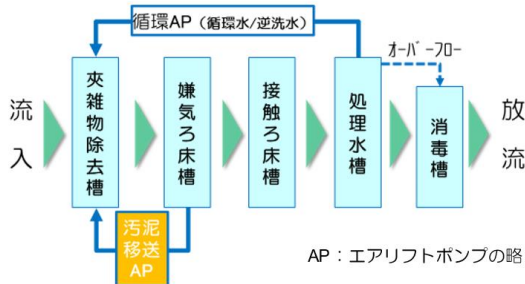 循環AP（循環水/逆洗水）
ｵｰﾊﾞｰﾌﾛｰ
流入
夾雑物除去槽
嫌気ろ床槽
接触ろ床槽
処理水槽
消毒槽
放流
汚泥
移送
AP
AP：エアリフトポンプの略